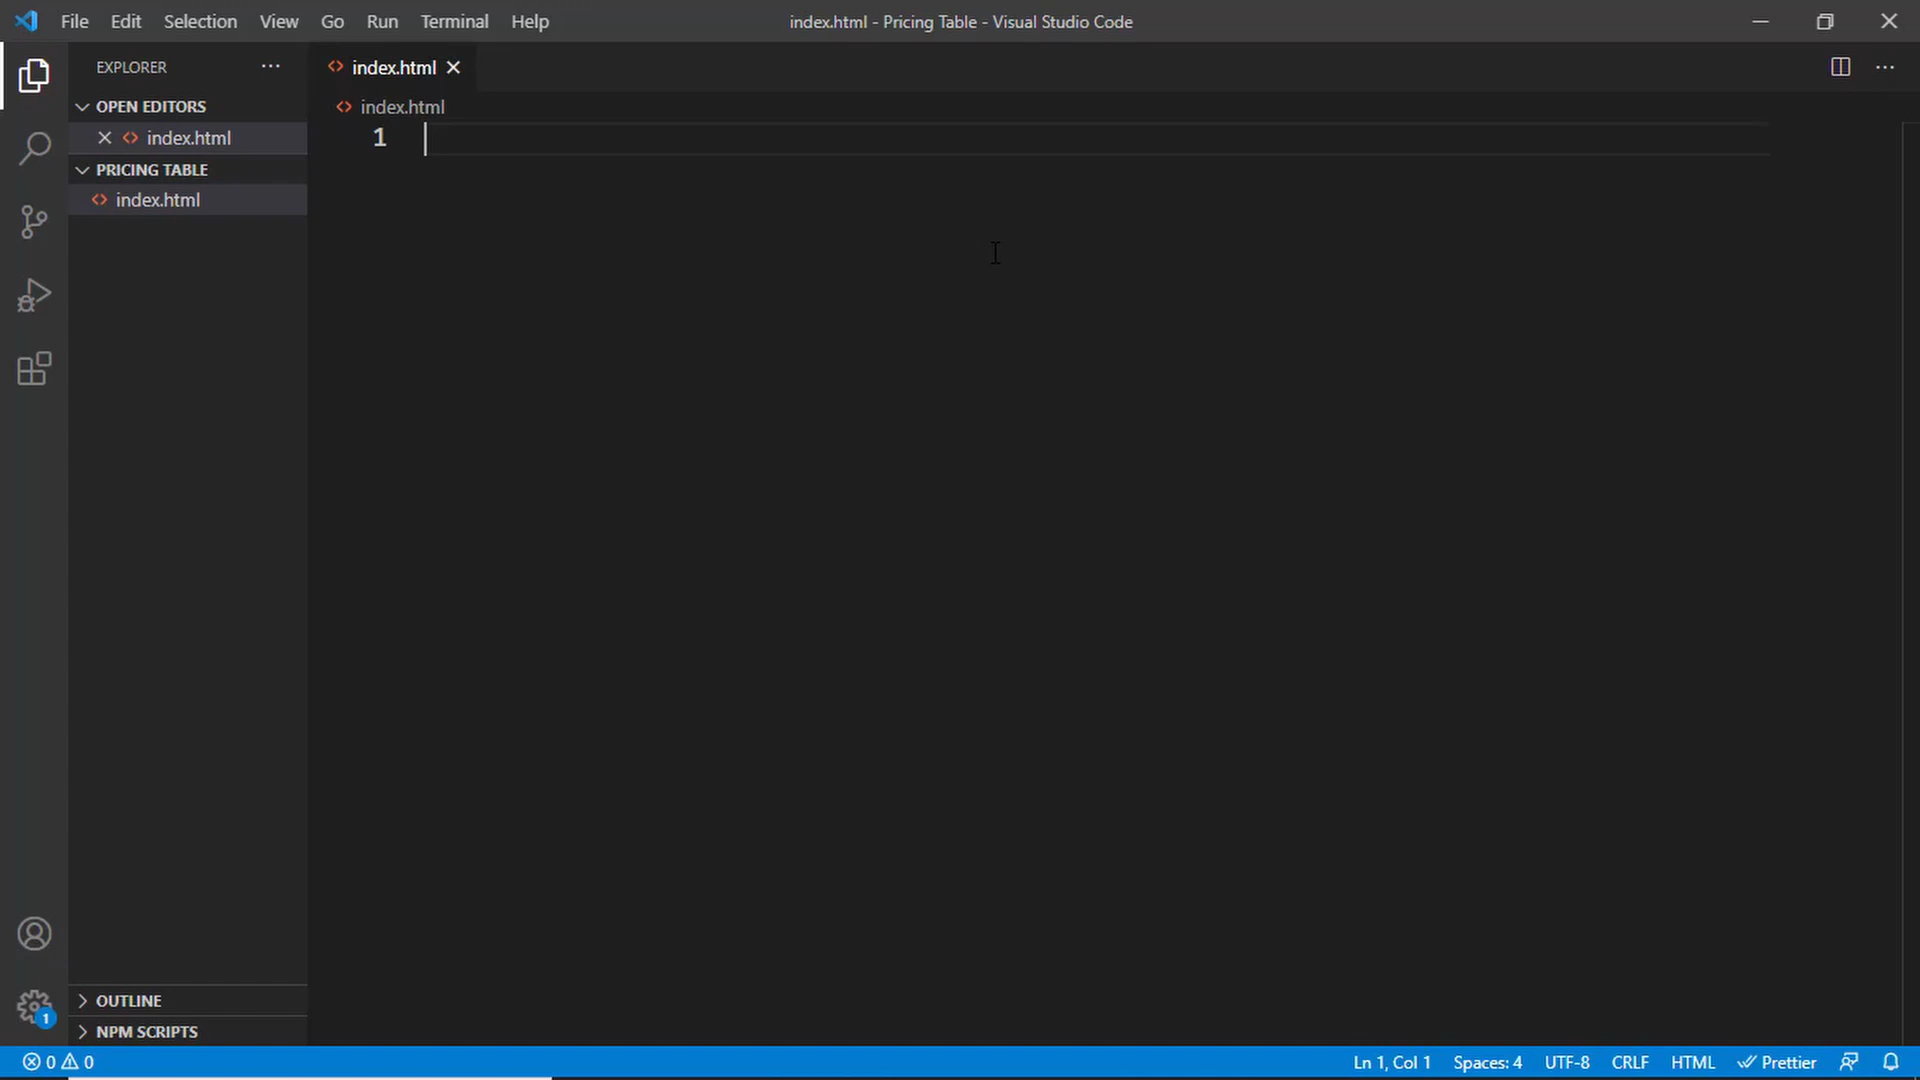 File Edit Selection View Go Run Terminal Help index.html - Pricing Table - Visual Studio Code
EXPLORER
index.html
OPEN EDITORS
index.html
index.html
1
PRICING TABLE
index.html
OUTLINE
1
NPM SCRIPTS
0 0 Ln 1, Col 1 Spaces: 4 UTF-8 CRLF HTML Prettier